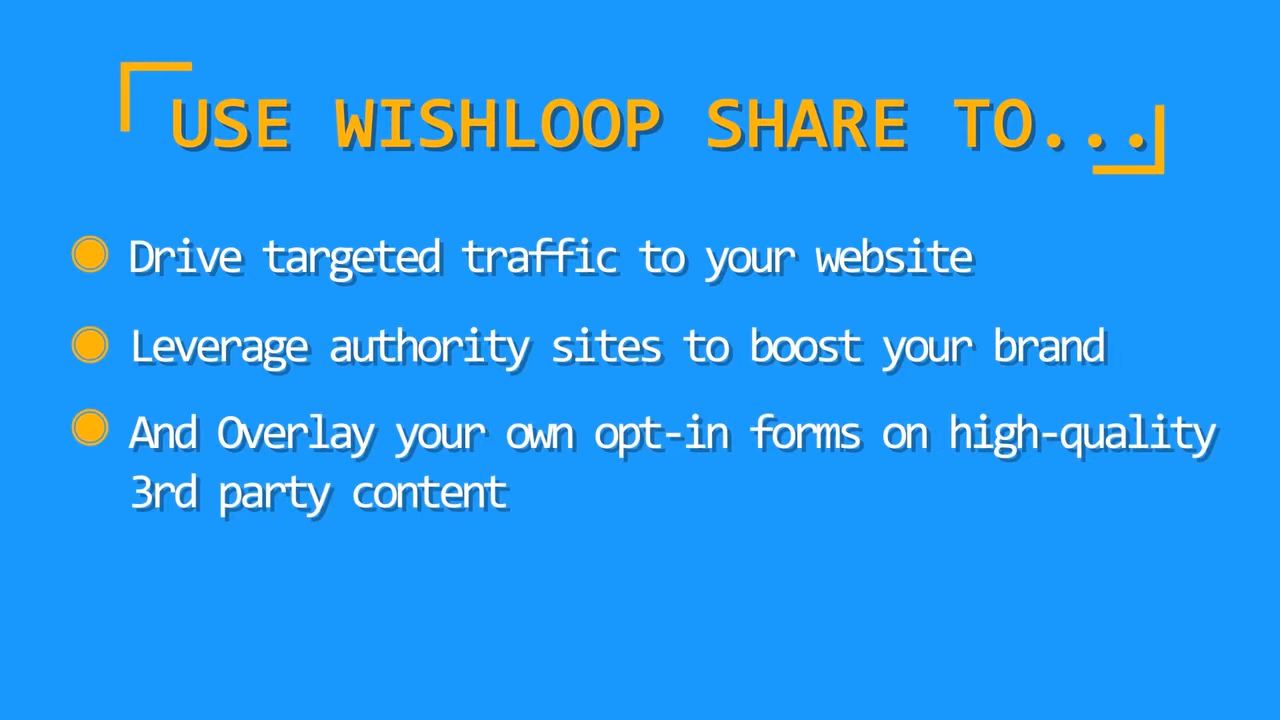 USE WISHLOOP SHARE TO...
Drive targeted traffic to your website
Leverage authority sites to boost your brand
And Overlay your own opt-in forms on high-quality
3rd party content